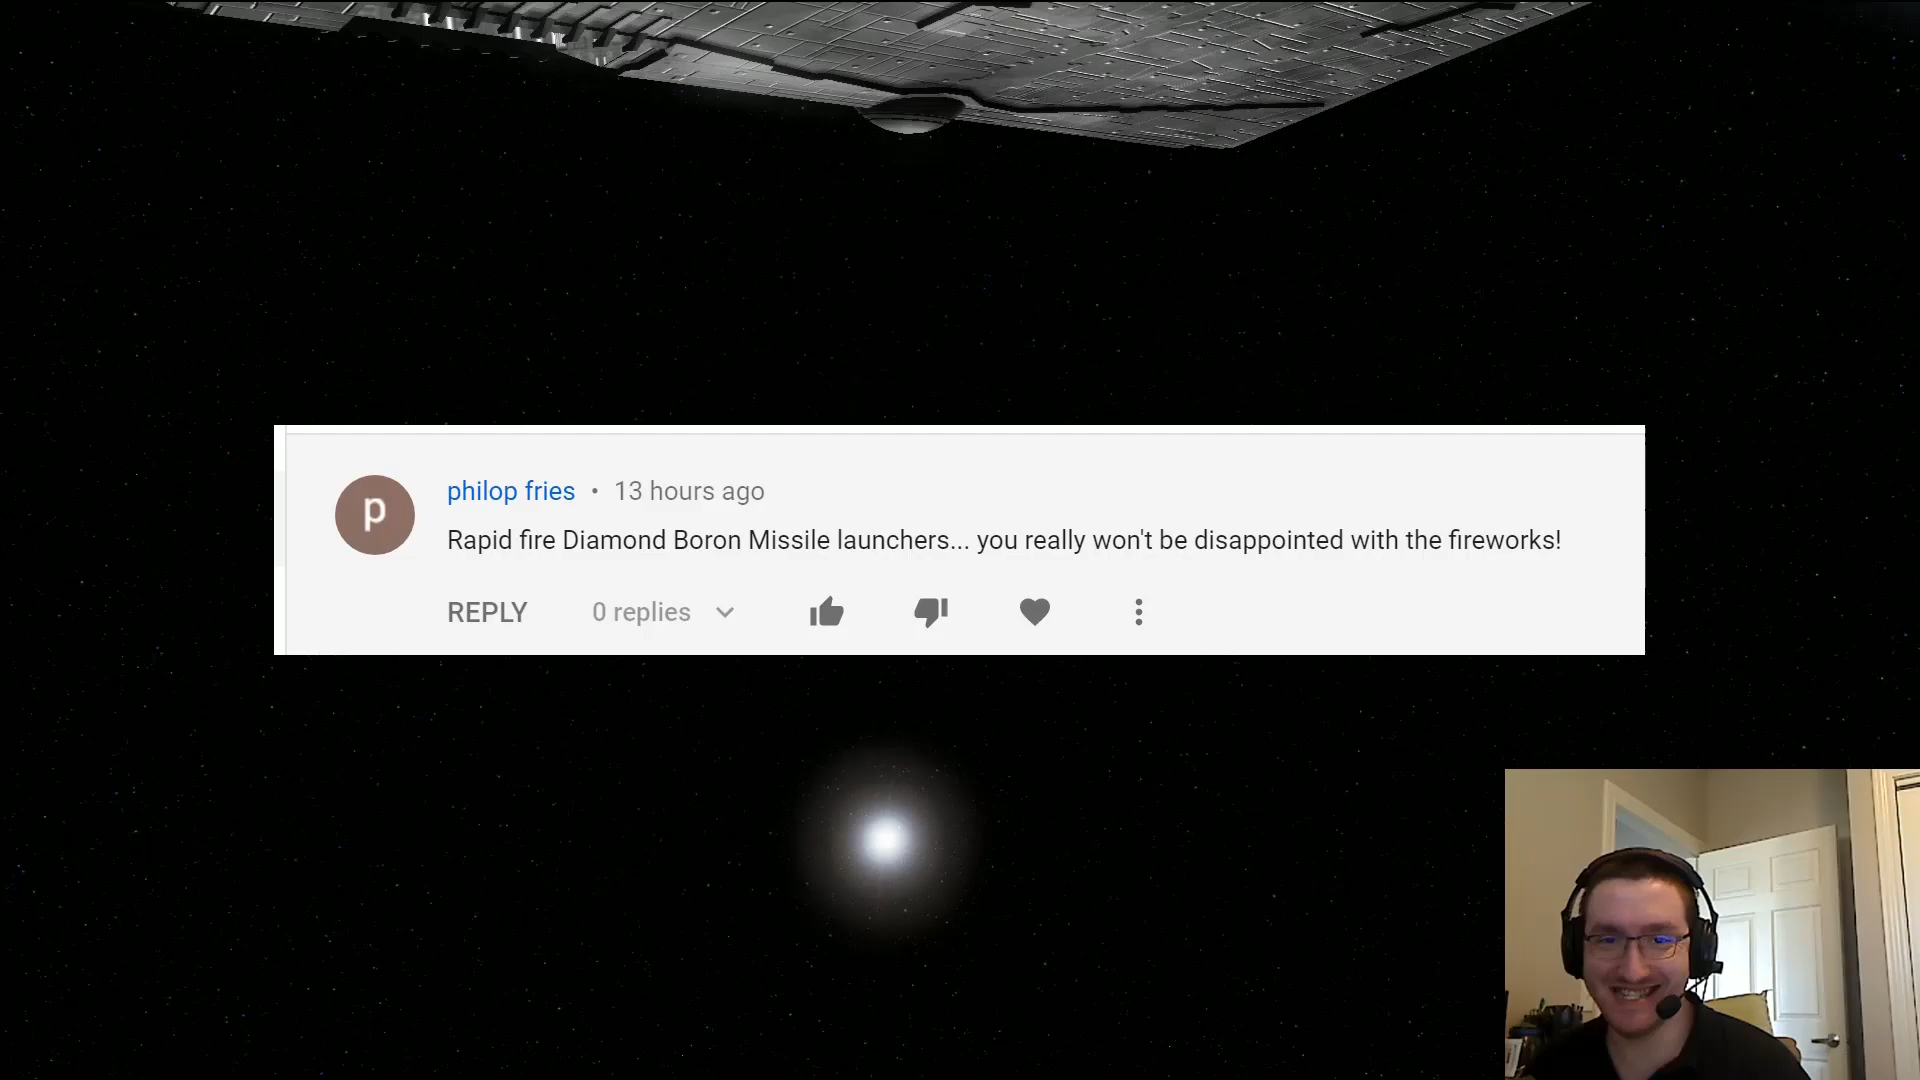 p
philop fries • 13 hours ago
Rapid fire Diamond Boron Missile launchers... you really won't be disappointed with the fireworks!
REPLY 0 replies